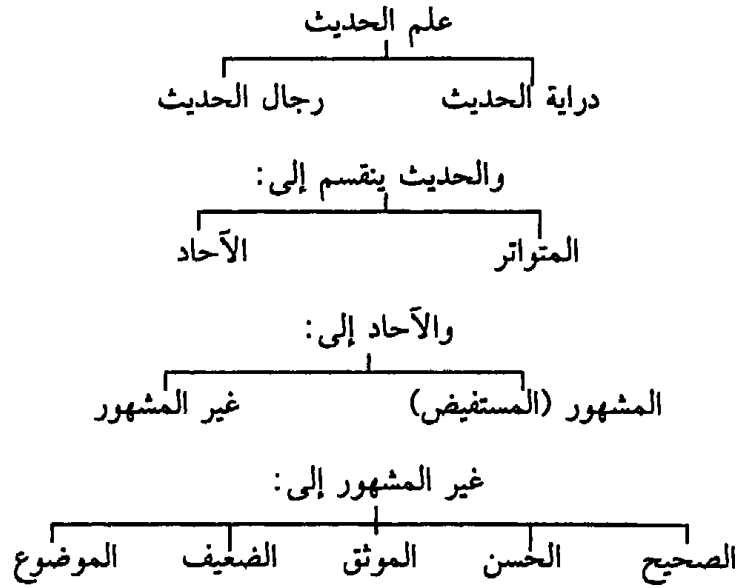 علم الحديث
دراية الحديث رجال الحديث
والحديث ينقسم إلى:
المتواتر الآحاد
والآحاد إلى:
المشهور (المستفيض) غير المشهور
غير المشهور إلى:
الصحيح الحسن الموثق الضعيف الموضوع